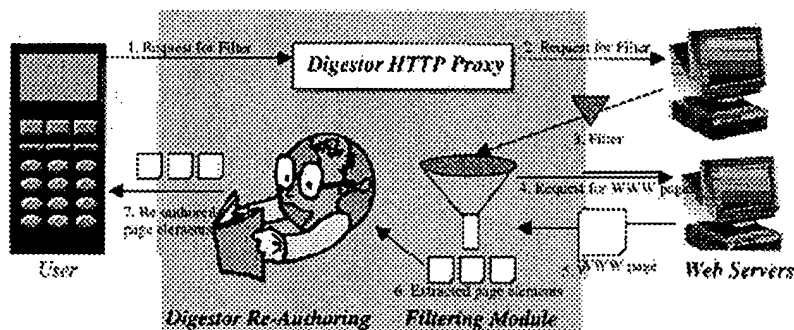 1. Request for Filter
2. Request for Filter
Digestor HTTP Proxy
3. Filter
4. Request for WWW page
7. Re-authored
page elements
5. WWW page
User
Web Servers
6. Extracted page elements
Digestor Re-Authoring
Filtering Module